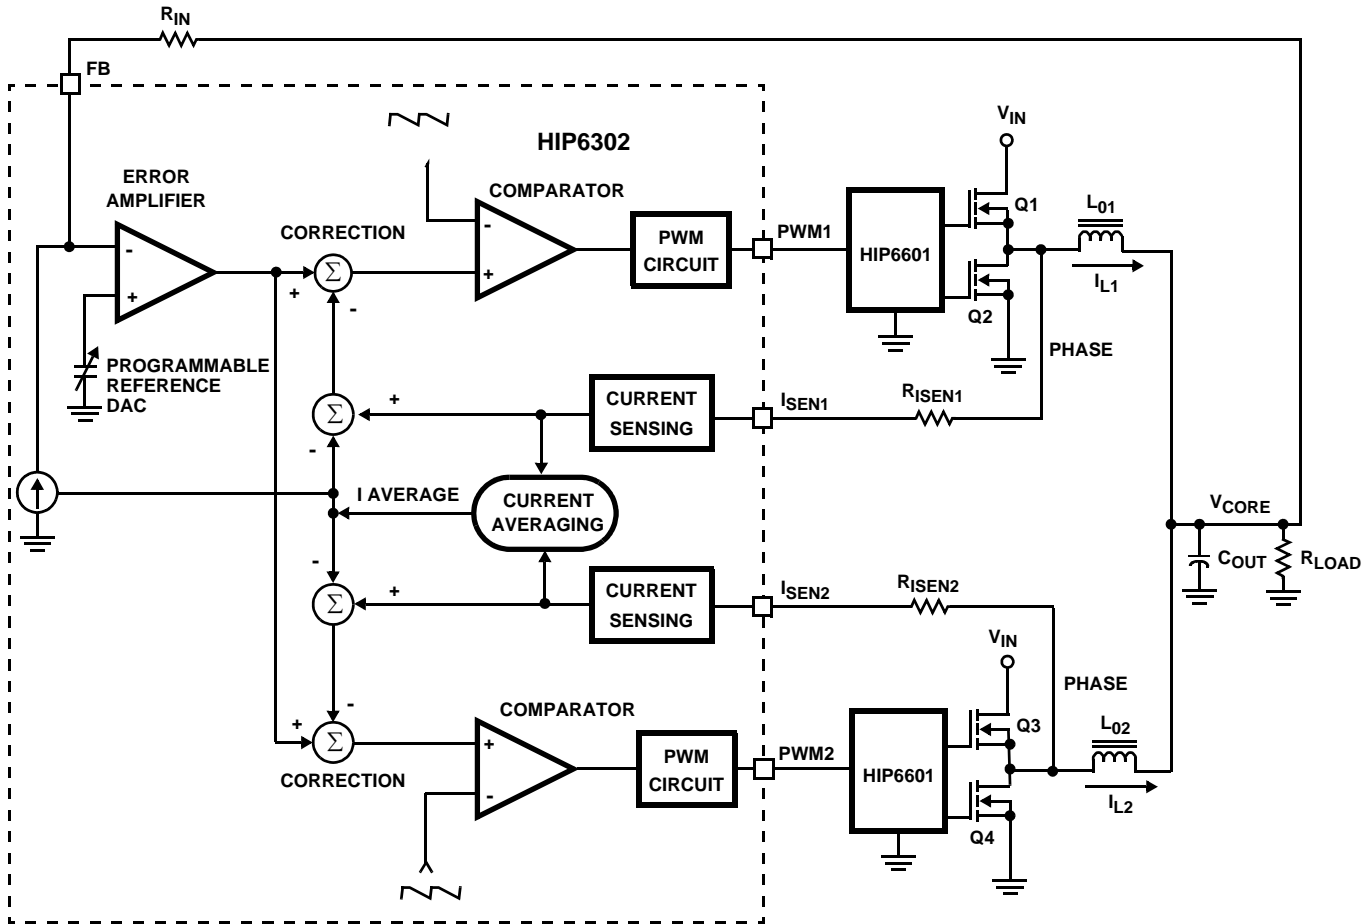 RIN
FB
HIP6302
VIN
ERROR
AMPLIFIER
COMPARATOR
Q1
L01
CORRECTION
-
-
PWM
CIRCUIT
PWM1
HIP6601
+
+
+
IL1
Q2
-
PROGRAMMABLE
REFERENCE
DAC
PHASE
Σ
Σ
+
CURRENT
SENSING
ISEN1
RISEN1
-
I AVERAGE
CURRENT
AVERAGING
VCORE
COUT
RLOAD
-
Σ
+
CURRENT
SENSING
ISEN2
RISEN2
VIN
PHASE
-
COMPARATOR
Q3
L02
+
Σ
+
PWM
CIRCUIT
PWM2
HIP6601
CORRECTION
-
IL2
Q4